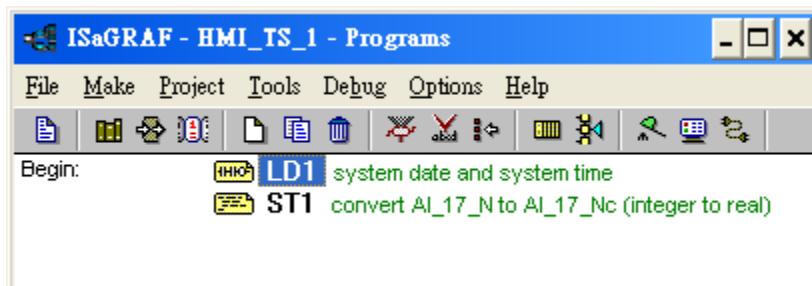 ISaGRAF - HMI_TS_1 - Programs
File Make Project Tools Debug Options Help
Begin:
LD1 system date and system time
ST1 convert AI_17_N to AI_17_Nc (integer to real)